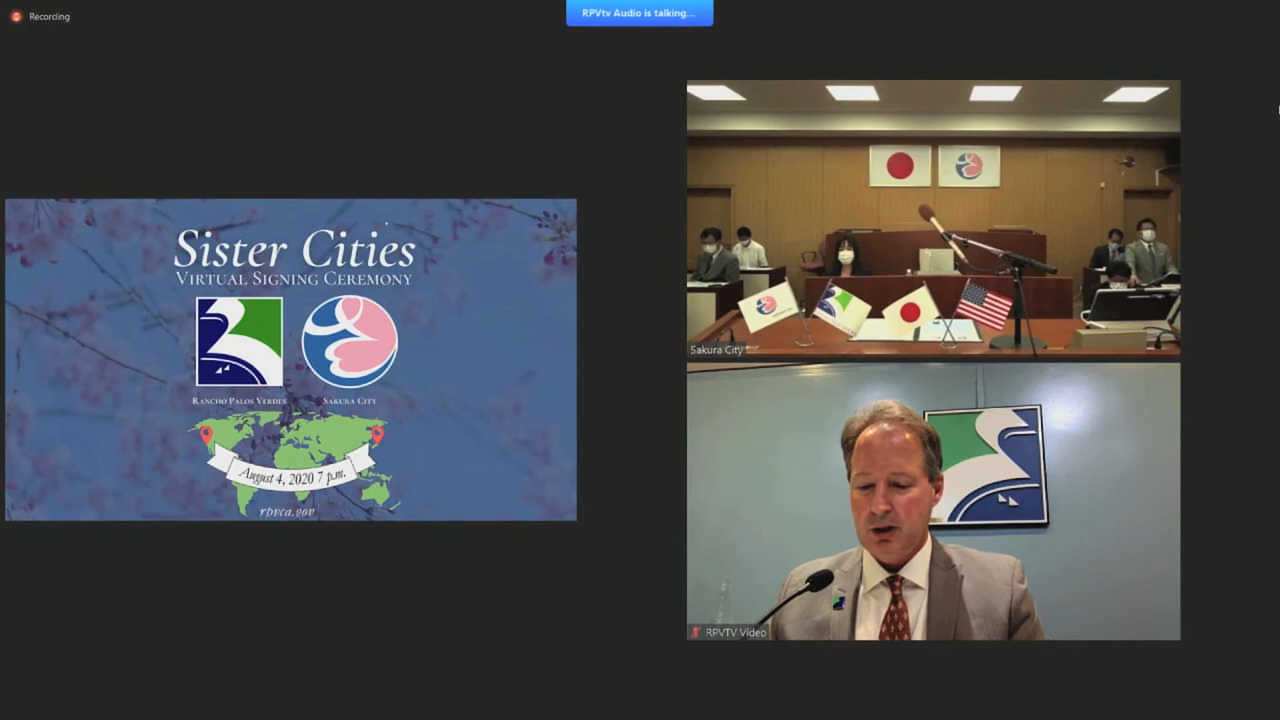 Recording
RPVtv Audio is talking...
Sister Cities
VIRTUAL SIGNING CEREMONY
RANCHO PALOS VERDES
SAKURA CITY
August 4, 2020 7 p.m.
rpvca.gov
Sakura City
RPVTV Video